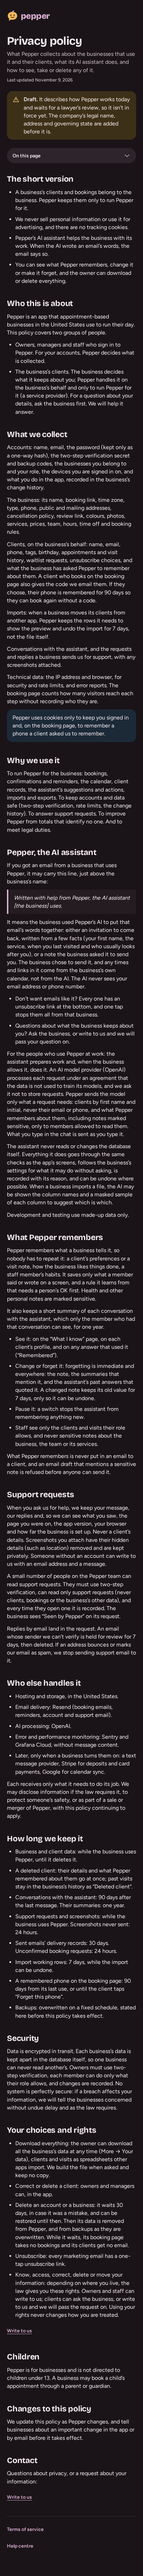 pepper
Privacy policy
What Pepper collects about the businesses that use
it and their clients, what its AI assistant does, and
how to see, take or delete any of it.
Last updated November 9, 2026
Draft. It describes how Pepper works today
and waits for a lawyer's review, so it isn't in
force yet. The company's legal name,
address and governing state are added
before it is.
On this page
The short version
A business's clients and bookings belong to the
business. Pepper keeps them only to run Pepper
for it.
We never sell personal information or use it for
advertising, and there are no tracking cookies.
Pepper's AI assistant helps the business with its
work. When the AI wrote an email's words, the
email says so.
You can see what Pepper remembers, change it
or make it forget, and the owner can download
or delete everything.
Who this is about
Pepper is an app that appointment-based
businesses in the United States use to run their day.
This policy covers two groups of people.
Owners, managers and staff who sign in to
Pepper. For your accounts, Pepper decides what
is collected.
The business's clients. The business decides
what it keeps about you; Pepper handles it on
the business's behalf and only to run Pepper for
it (a service provider). For a question about your
details, ask the business first. We will help it
answer.
What we collect
Accounts: name, email, the password (kept only as
a one-way hash), the two-step verification secret
and backup codes, the businesses you belong to
and your role, the devices you are signed in on, and
what you do in the app, recorded in the business's
change history.
The business: its name, booking link, time zone,
type, phone, public and mailing addresses,
cancellation policy, review link, colours, photos,
services, prices, team, hours, time off and booking
rules.
Clients, on the business's behalf: name, email,
phone, tags, birthday, appointments and visit
history, waitlist requests, unsubscribe choices, and
what the business has asked Pepper to remember
about them. A client who books on the booking
page also gives the code we email them. If they
choose, their phone is remembered for 90 days so
they can book again without a code.
Imports: when a business moves its clients from
another app, Pepper keeps the rows it needs to
show the preview and undo the import for 7 days,
not the file itself.
Conversations with the assistant, and the requests
and replies a business sends us for support, with any
screenshots attached.
Technical data: the IP address and browser, for
security and rate limits, and error reports. The
booking page counts how many visitors reach each
step without recording who they are.
Pepper uses cookies only to keep you signed in
and, on the booking page, to remember a
phone a client asked us to remember.
Why we use it
To run Pepper for the business: bookings,
confirmations and reminders, the calendar, client
records, the assistant's suggestions and actions,
imports and exports. To keep accounts and data
safe (two-step verification, rate limits, the change
history). To answer support requests. To improve
Pepper from totals that identify no one. And to
meet legal duties.
Pepper, the AI assistant
If you got an email from a business that uses
Pepper, it may carry this line, just above the
business's name:
Written with help from Pepper, the AI assistant
[the business] uses
It means the business used Pepper's AI to put that
email's words together: either an invitation to come
back, written from a few facts (your first name, the
service, when you last visited and who usually looks
after you), or a note the business asked it to send
you. The business chose to send it, and any times
and links in it come from the business's own
calendar, not from the AI. The AI never sees your
email address or phone number.
Don't want emails like it? Every one has an
unsubscribe link at the bottom, and one tap
stops them all from that business.
Questions about what the business keeps about
you? Ask the business, or write to us and we will
pass your question on.
For the people who use Pepper at work: the
assistant prepares work and, when the business
allows it, does it. An AI model provider (OpenAI)
processes each request under an agreement that
the data is not used to train its models, and we ask it
not to store requests. Pepper sends the model
only what a request needs: clients by first name and
initial, never their email or phone, and what Pepper
remembers about them, including notes marked
sensitive, only to members allowed to read them.
What you type in the chat is sent as you type it.
The assistant never reads or changes the database
itself. Everything it does goes through the same
checks as the app's screens, follows the business's
setting for what it may do without asking, is
recorded with its reason, and can be undone where
possible. When a business imports a file, the AI may
be shown the column names and a masked sample
of each column to suggest which is which.
Development and testing use made-up data only.
What Pepper remembers
Pepper remembers what a business tells it, so
nobody has to repeat it: a client's preferences or a
visit note, how the business likes things done, a
staff member's habits. It saves only what a member
said or wrote on a screen, and a rule it learns from
that needs a person's OK first. Health and other
personal notes are marked sensitive.
It also keeps a short summary of each conversation
with the assistant, which only the member who had
the conversation can see, for one year.
See it: on the "What I know" page, on each
client's profile, and on any answer that used it
("Remembered").
Change or forget it: forgetting is immediate and
everywhere: the note, the summaries that
mention it, and the assistant's past answers that
quoted it. A changed note keeps its old value for
7 days, only so it can be undone.
Pause it: a switch stops the assistant from
remembering anything new.
Staff see only the clients and visits their role
allows, and never sensitive notes about the
business, the team or its services.
What Pepper remembers is never put in an email to
a client, and an email draft that mentions a sensitive
note is refused before anyone can send it.
Support requests
When you ask us for help, we keep your message,
our replies and, so we can see what you saw, the
page you were on, the app version, your browser
and how far the business is set up. Never a client's
details. Screenshots you attach have their hidden
details (such as location) removed and are kept
privately. Someone without an account can write to
us with an email address and a message.
A small number of people on the Pepper team can
read support requests. They must use two-step
verification, can read only support requests (never
clients, bookings or the business's other data), and
every time they open one it is recorded. The
business sees "Seen by Pepper" on its request.
Replies by email land in the request. An email
whose sender we can't verify is held for review for 7
days, then deleted. If an address bounces or marks
our email as spam, we stop sending support mail to
it.
Who else handles it
Hosting and storage, in the United States.
Email delivery: Resend (booking emails,
reminders, account and support email).
AI processing: OpenAI.
Error and performance monitoring: Sentry and
Grafana Cloud, without message content.
Later, only when a business turns them on: a text
message provider, Stripe for deposits and card
payments, Google for calendar sync.
Each receives only what it needs to do its job. We
may disclose information if the law requires it, to
protect someone's safety, or as part of a sale or
merger of Pepper, with this policy continuing to
apply.
How long we keep it
Business and client data: while the business uses
Pepper, until it deletes it.
A deleted client: their details and what Pepper
remembered about them go at once; past visits
stay in the business's history as "Deleted client".
Conversations with the assistant: 90 days after
the last message. Their summaries: one year.
Support requests and screenshots: while the
business uses Pepper. Screenshots never sent:
24 hours.
Sent emails' delivery records: 30 days.
Unconfirmed booking requests: 24 hours.
Import working rows: 7 days, while the import
can be undone.
A remembered phone on the booking page: 90
days from its last use, or until the client taps
"Forget this phone".
Backups: overwritten on a fixed schedule, stated
here before this policy takes effect.
Security
Data is encrypted in transit. Each business's data is
kept apart in the database itself, so one business
can never read another's. Owners must use two-
step verification, each member can do only what
their role allows, and changes are recorded. No
system is perfectly secure: if a breach affects your
information, we will tell the businesses concerned
without undue delay and as the law requires.
Your choices and rights
Download everything: the owner can download
all the business's data at any time (More → Your
data), clients and visits as spreadsheets other
apps import. We build the file when asked and
keep no copy.
Correct or delete a client: owners and managers
can, in the app.
Delete an account or a business: it waits 30
days, in case it was a mistake, and can be
restored until then. Then its data is removed
from Pepper, and from backups as they are
overwritten. While it waits, its booking page
takes no bookings and its clients get no email.
Unsubscribe: every marketing email has a one-
tap unsubscribe link.
Know, access, correct, delete or move your
information: depending on where you live, the
law gives you these rights. Owners and staff can
write to us; clients can ask the business, or write
to us and we will pass the request on. Using your
rights never changes how you are treated.
Write to us
Children
Pepper is for businesses and is not directed to
children under 13. A business may book a child's
appointment through a parent or guardian.
Changes to this policy
We update this policy as Pepper changes, and tell
businesses about an important change in the app or
by email before it takes effect.
Contact
Questions about privacy, or a request about your
information:
Write to us
Terms of service
Help centre